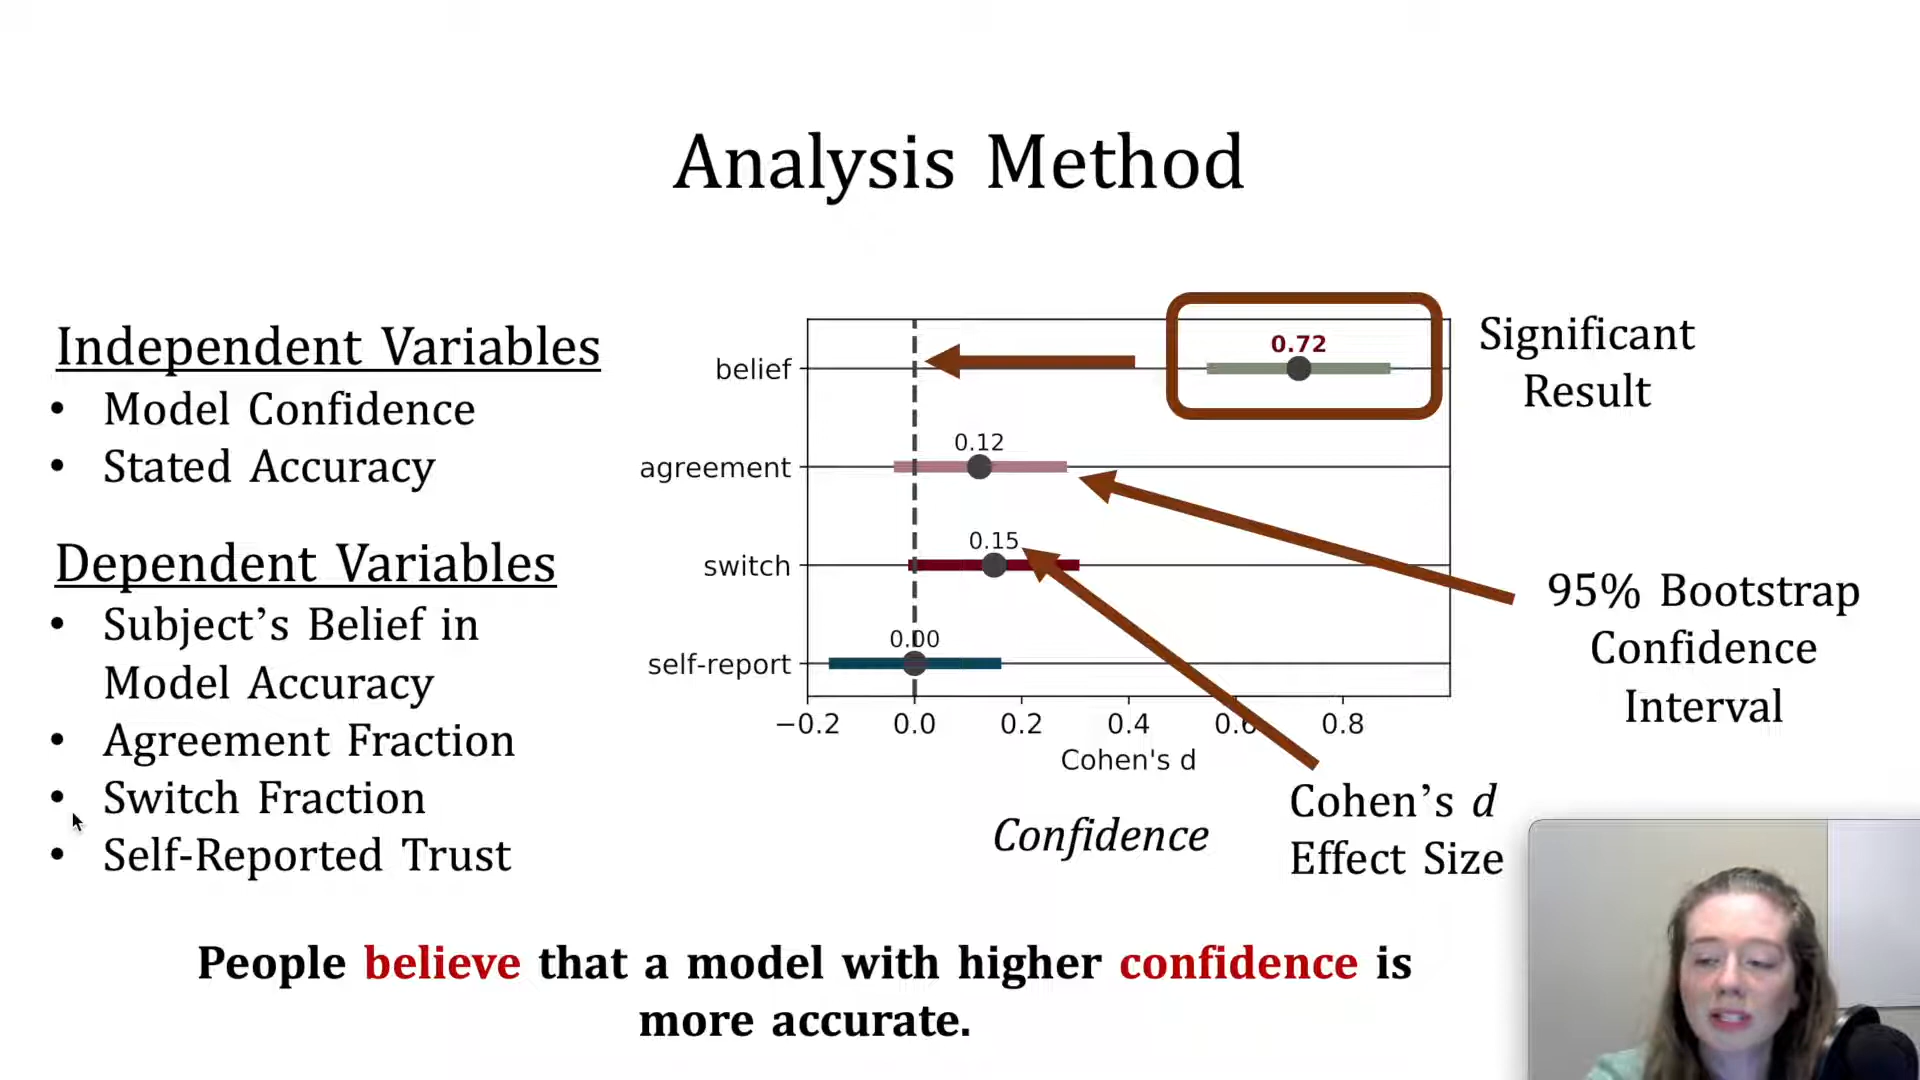 Analysis Method
Independent Variables
• Model Confidence
• Stated Accuracy
Dependent Variables
• Subject’s Belief in
Model Accuracy
• Agreement Fraction
• Switch Fraction
• Self-Reported Trust
belief
0.72
agreement
0.12
switch
0.15
self-report
0.00
−0.2 0.0 0.2 0.4 0.6 0.8
Cohen's d
Confidence
Significant
Result
95% Bootstrap
Confidence
Interval
Cohen’s d
Effect Size
People believe that a model with higher confidence is
more accurate.